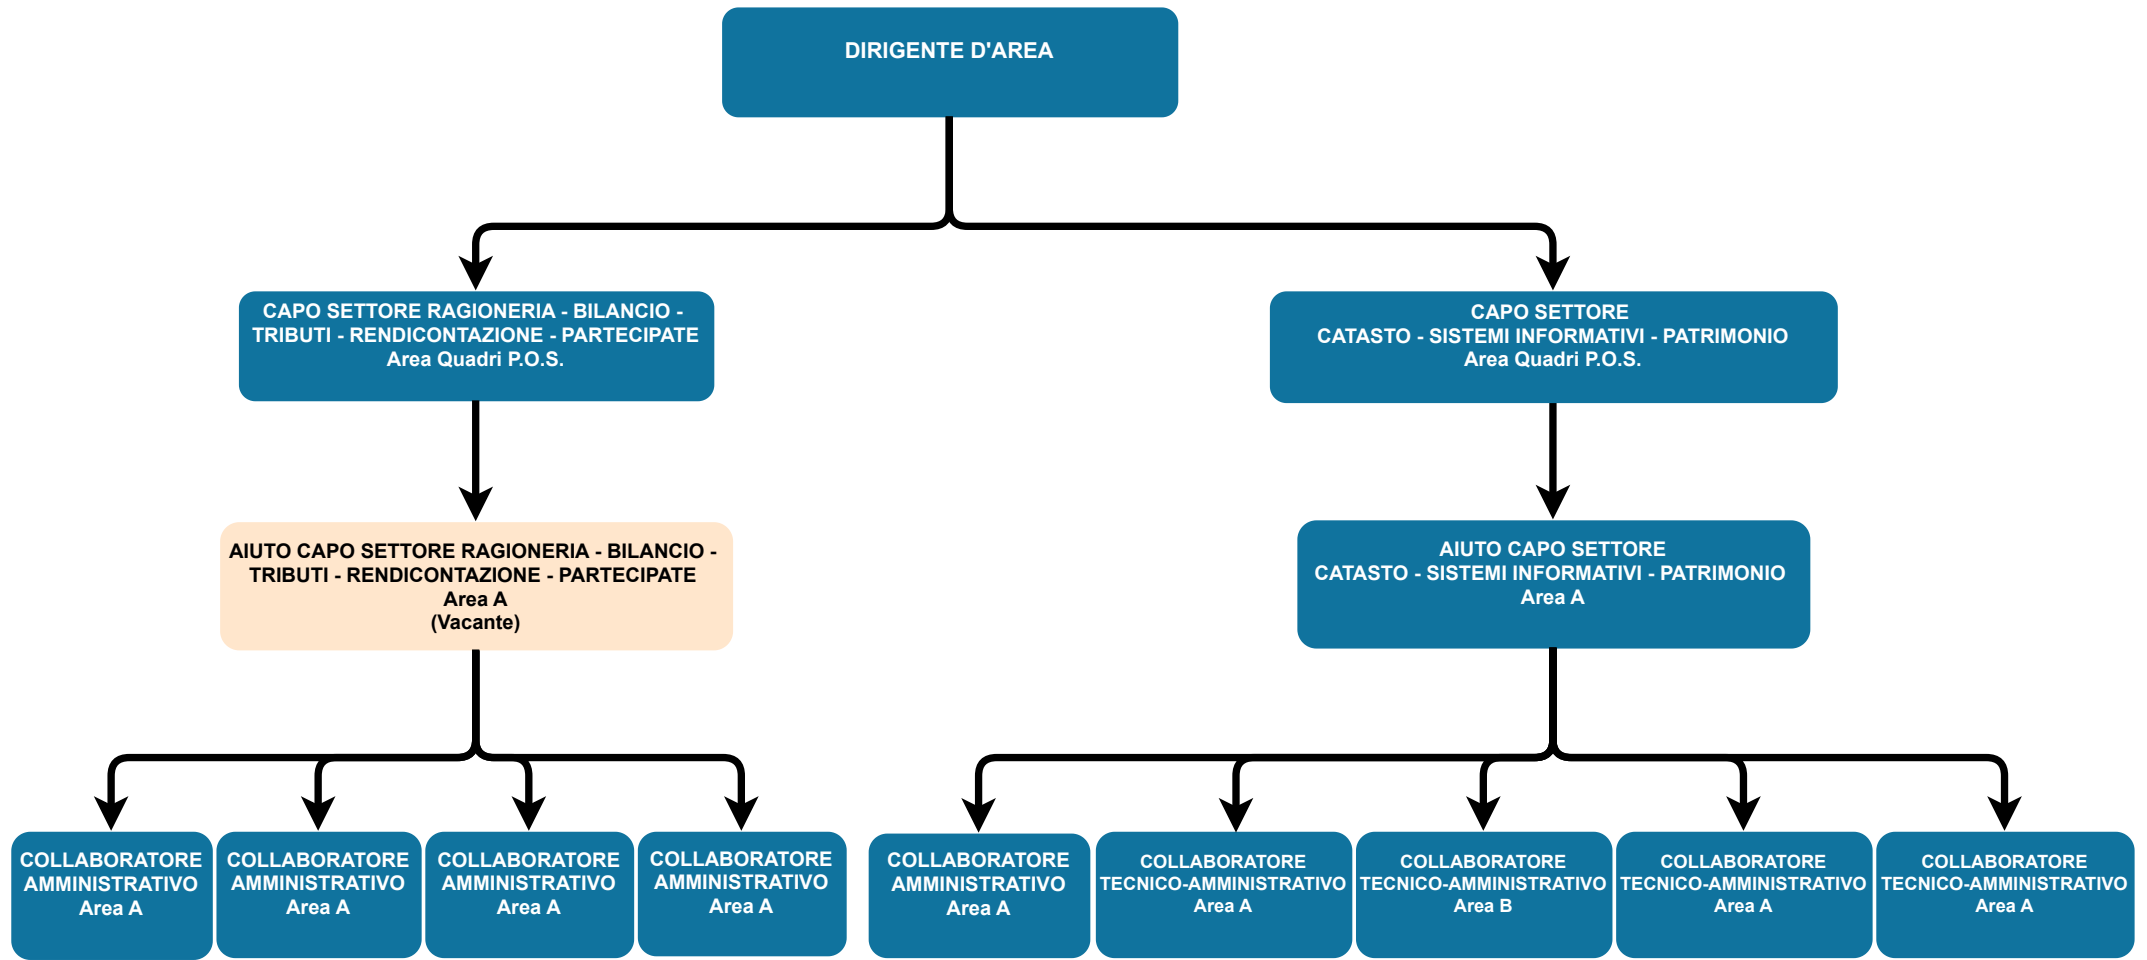 DIRIGENTE D'AREA
CAPO SETTORE RAGIONERIA - BILANCIO -
TRIBUTI - RENDICONTAZIONE - PARTECIPATE
Area Quadri P.O.S.
CAPO SETTORE
CATASTO - SISTEMI INFORMATIVI - PATRIMONIO
Area Quadri P.O.S.
AIUTO CAPO SETTORE RAGIONERIA - BILANCIO -
TRIBUTI - RENDICONTAZIONE - PARTECIPATE
Area A
(Vacante)
AIUTO CAPO SETTORE
CATASTO - SISTEMI INFORMATIVI - PATRIMONIO
Area A
COLLABORATORE
AMMINISTRATIVO
Area A
COLLABORATORE
AMMINISTRATIVO
Area A
COLLABORATORE
AMMINISTRATIVO
Area A
COLLABORATORE
AMMINISTRATIVO
Area A
COLLABORATORE
AMMINISTRATIVO
Area A
COLLABORATORE
TECNICO-AMMINISTRATIVO
Area A
COLLABORATORE
TECNICO-AMMINISTRATIVO
Area B
COLLABORATORE
TECNICO-AMMINISTRATIVO
Area A
COLLABORATORE
TECNICO-AMMINISTRATIVO
Area A